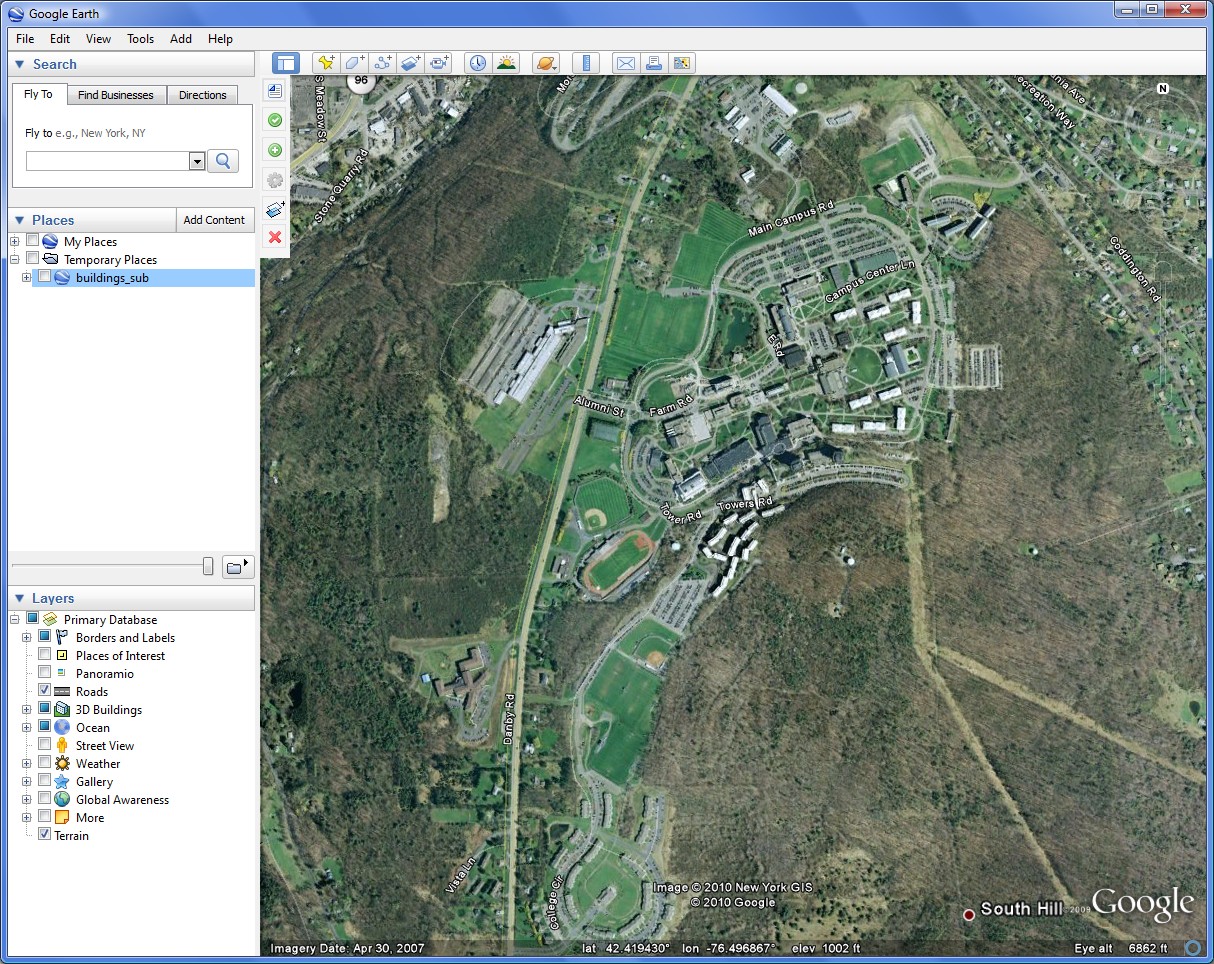 Google Earth
File Edit View Tools Add Help
Search
Fly To Find Businesses Directions
Fly to e.g., New York, NY
Places Add Content
My Places
Temporary Places
buildings_sub
Layers
Primary Database
Borders and Labels
Places of Interest
Panoramio
Roads
3D Buildings
Ocean
Street View
Weather
Gallery
Global Awareness
More
Terrain
96
S Meadow St
Stone Quarry Rd
N
Recreation Way
Coddington Rd
Main Campus Rd
Campus Center Ln
E Rd
Alumni St
Farm Rd
Tower Rd
Towers Rd
Danby Rd
Vista Ln
College Cir
Image © 2010 New York GIS
© 2010 Google
South Hill
2009 Google
Imagery Date: Apr 30, 2007
lat 42.419430° lon -76.496867° elev 1002 ft
Eye alt 6862 ft